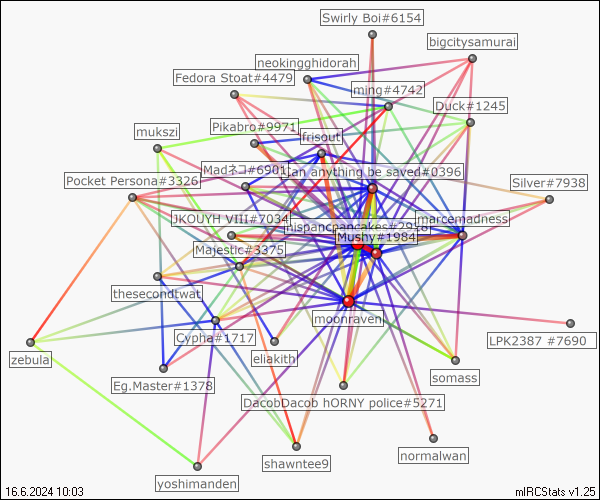 Swirly Boi#6154
bigcitysamurai
neokingghidorah
Fedora Stoat#4479
ming#4742
Duck#1245
Pikabro#9971
mukszi
frisout
Madネコ#6901
an anything be saved#0396
Pocket Persona#3326
Silver#7938
JKOUYH VIII#7034
marcemadness
hispancpancakes#2918
Mushy#1984
Majestic#3375
thesecondtwat
moonraven
Cypha#1717
LPK2387 #7690
zebula
eliakith
somass
Eg.Master#1378
DacobDacob hORNY police#5271
normalwan
shawntee9
yoshimanden
16.6.2024 10:03
mIRCStats v1.25